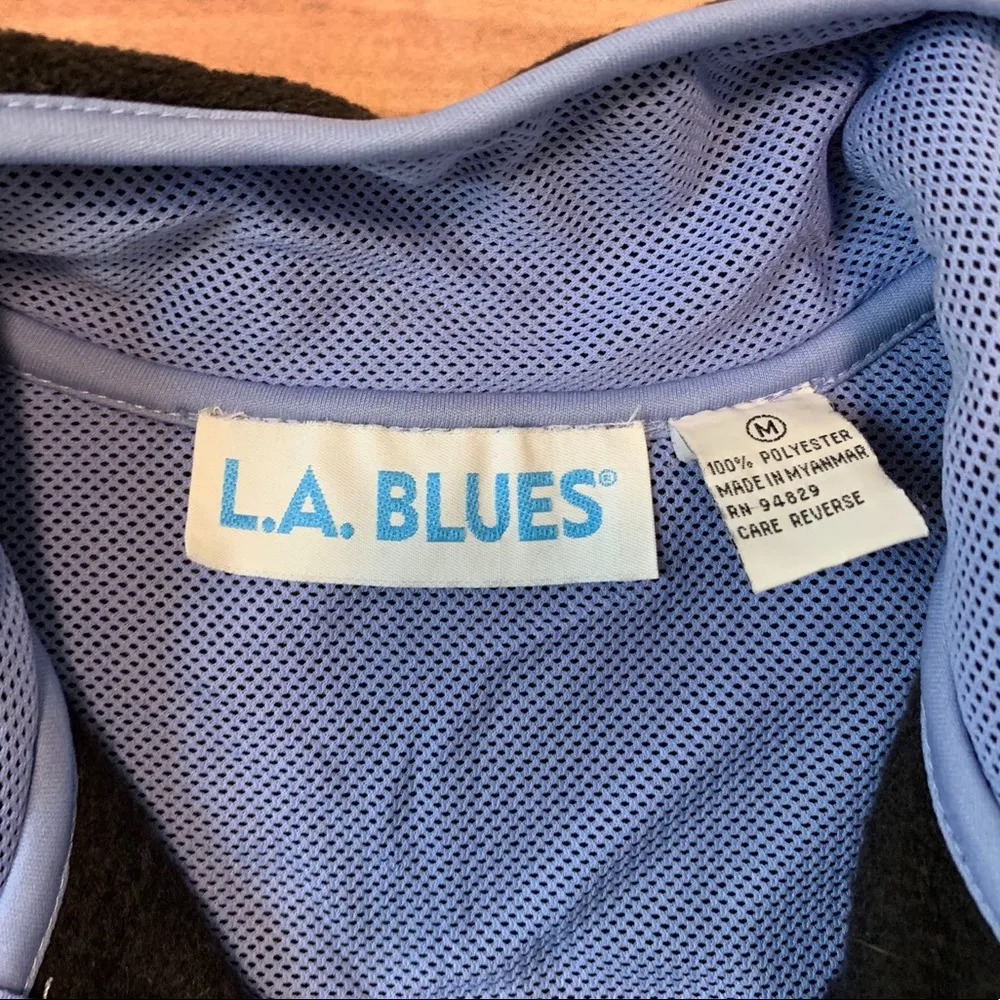 L.A. BLUES®
M
100% POLYESTER
MADE IN MYANMAR
RN 94829
CARE REVERSE